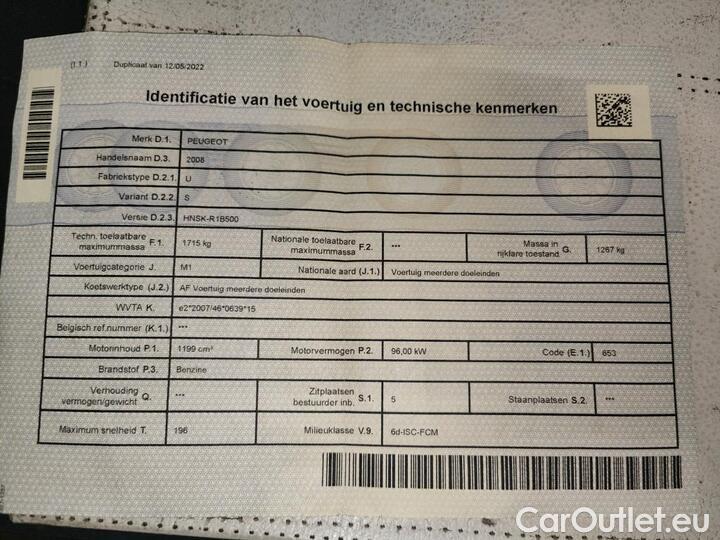 (1.1.) Duplicaat van 12/05/2022
Identificatie van het voertuig en technische kenmerken
Merk D.1. PEUGEOT
Handelsnaam D.3. 2008
Fabriekstype D.2.1. U
Variant D.2.2. S
Versie D.2.3. HNSK-R1B500
Techn. toelaatbare maximummassa F.1. 1715 kg Nationale toelaatbare maximummassa F.2. *** Massa in rijklare toestand. G. 1267 kg
Voertuigcategorie J. M1 Nationale aard (J.1.) Voertuig meerdere doeleinden
Koetswerktype (J.2.) AF Voertuig meerdere doeleinden
WVTA K. e2*2007/46*0639*15
Belgisch ref.nummer (K.1.) ***
Motorinhoud P.1. 1199 cm³ Motorvermogen P.2. 96,00 kW Code (E.1.) 653
Brandstof P.3. Benzine
Verhouding vermogen/gewicht Q. *** Zitplaatsen bestuurder inb. S.1. 5 Staanplaatsen S.2. ***
Maximum snelheid T. 196 Milieuklasse V.9. 6d-ISC-FCM
CarOutlet.eu